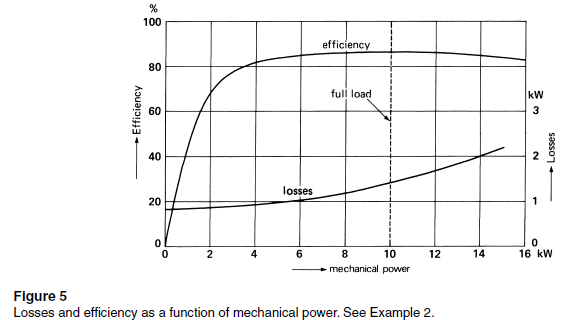 %
100
efficiency
80
full load
kW
60
3
Efficiency
Losses
40
2
losses
20
1
0
0
0 2 4 6 8 10 12 14 16 kW
mechanical power
Figure 5
Losses and efficiency as a function of mechanical power. See Example 2.